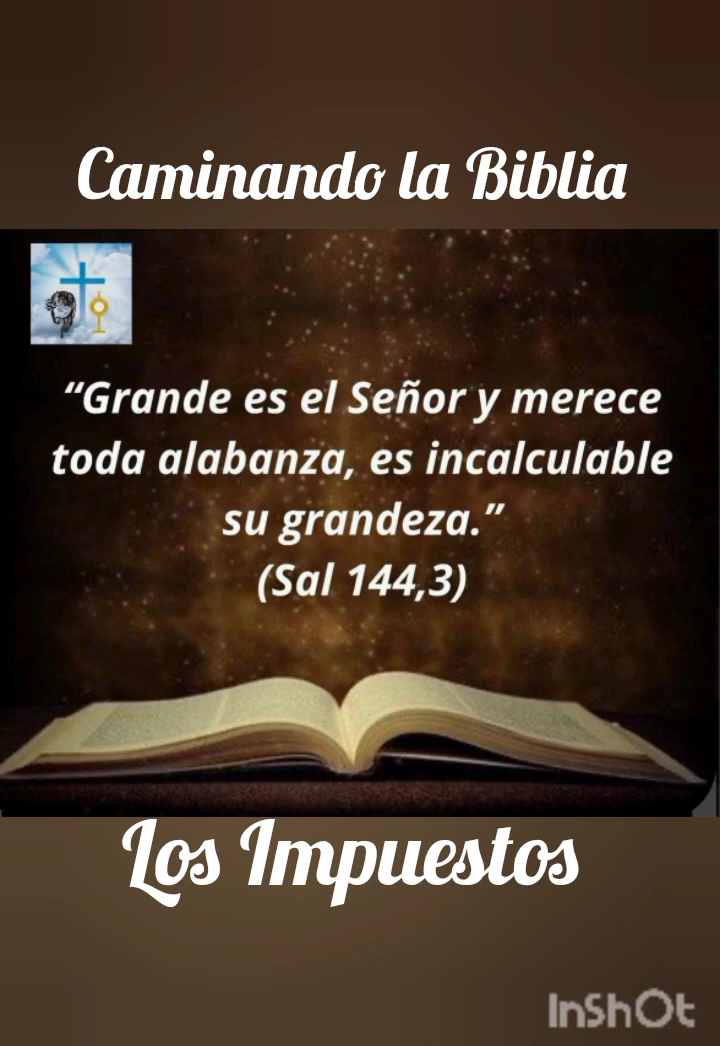 Caminando la Biblia
“Grande es el Señor y merece
toda alabanza, es incalculable
su grandeza.”
(Sal 144,3)
Los Impuestos
InShOt